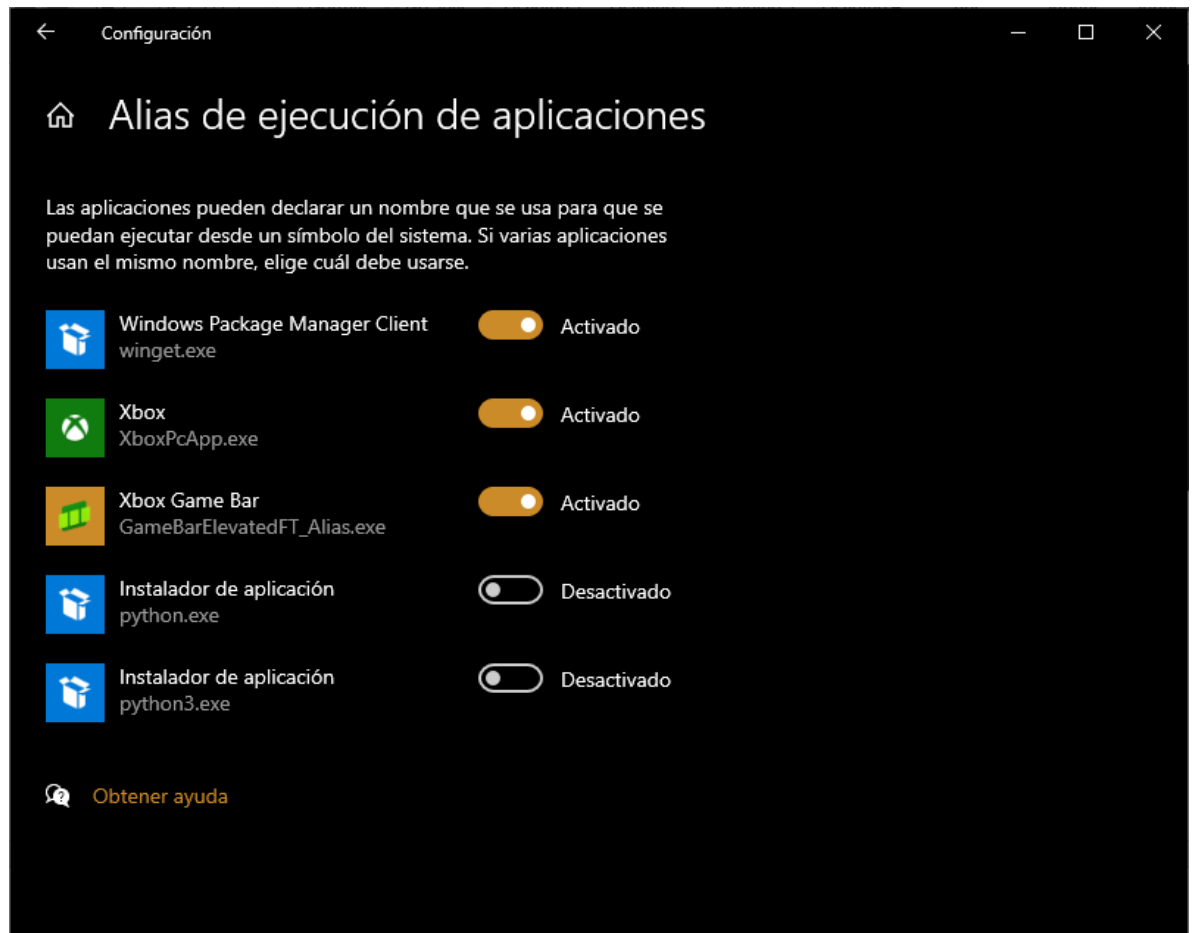 Configuración
Alias de ejecución de aplicaciones
Las aplicaciones pueden declarar un nombre que se usa para que se
puedan ejecutar desde un símbolo del sistema. Si varias aplicaciones
usan el mismo nombre, elige cuál debe usarse.
Windows Package Manager Client
winget.exe
Activado
Xbox
XboxPcApp.exe
Activado
Xbox Game Bar
GameBarElevatedFT_Alias.exe
Activado
Instalador de aplicación
python.exe
Desactivado
Instalador de aplicación
python3.exe
Desactivado
Obtener ayuda